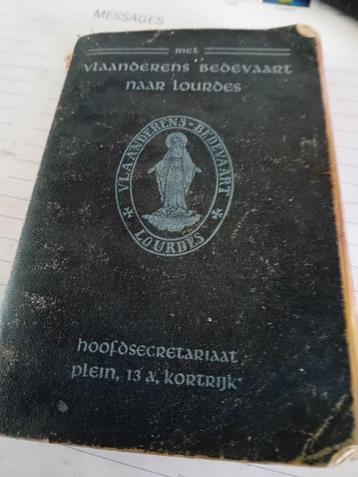 MESSAGES
met
vlaanderens bedevaart
naar lourdes
VLAANDERENS-BEDEVAART
LOURDES
hoofdsecretariaat
plein, 13 a, kortrijk